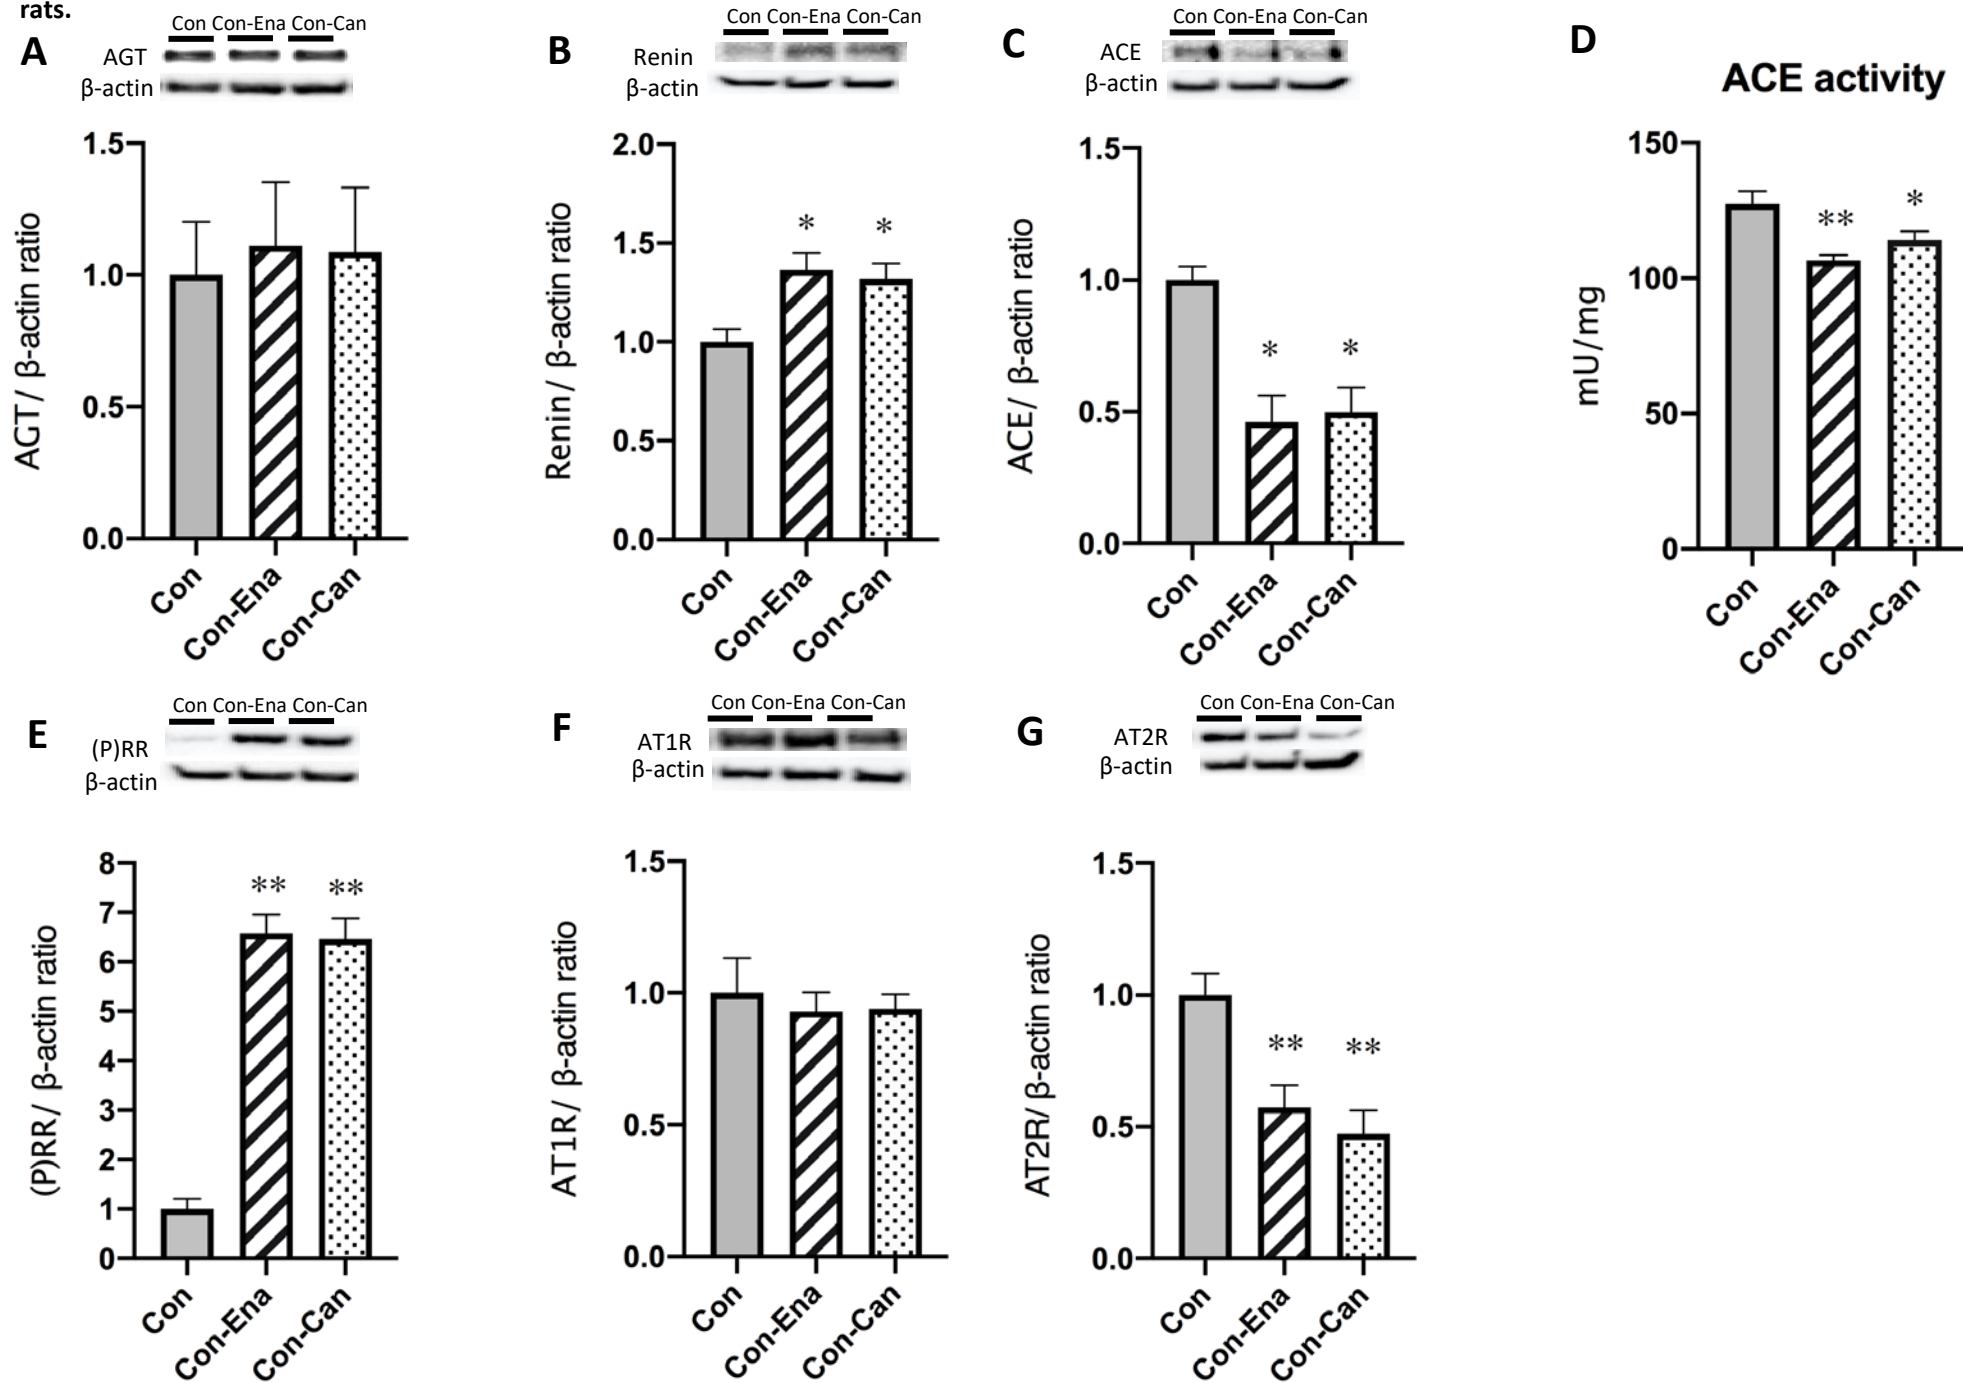 rats.
A
Con Con-Ena Con-Can
AGT
β-actin
AGT/ β-actin ratio
1.5
1.0
0.5
0.0
Con
Con-Ena
Con-Can
B
Con Con-Ena Con-Can
Renin
β-actin
Renin/ β-actin ratio
2.0
1.5
1.0
0.5
0.0
*
*
Con
Con-Ena
Con-Can
C
Con Con-Ena Con-Can
ACE
β-actin
ACE/ β-actin ratio
1.5
1.0
0.5
0.0
*
*
Con
Con-Ena
Con-Can
D
ACE activity
mU/mg
150
100
50
0
**
*
Con
Con-Ena
Con-Can
E
Con Con-Ena Con-Can
(P)RR
β-actin
(P)RR/ β-actin ratio
8
7
6
5
4
3
2
1
0
**
**
Con
Con-Ena
Con-Can
F
Con Con-Ena Con-Can
AT1R
β-actin
AT1R/ β-actin ratio
1.5
1.0
0.5
0.0
Con
Con-Ena
Con-Can
G
Con Con-Ena Con-Can
AT2R
β-actin
AT2R/ β-actin ratio
1.5
1.0
0.5
0.0
**
**
Con
Con-Ena
Con-Can